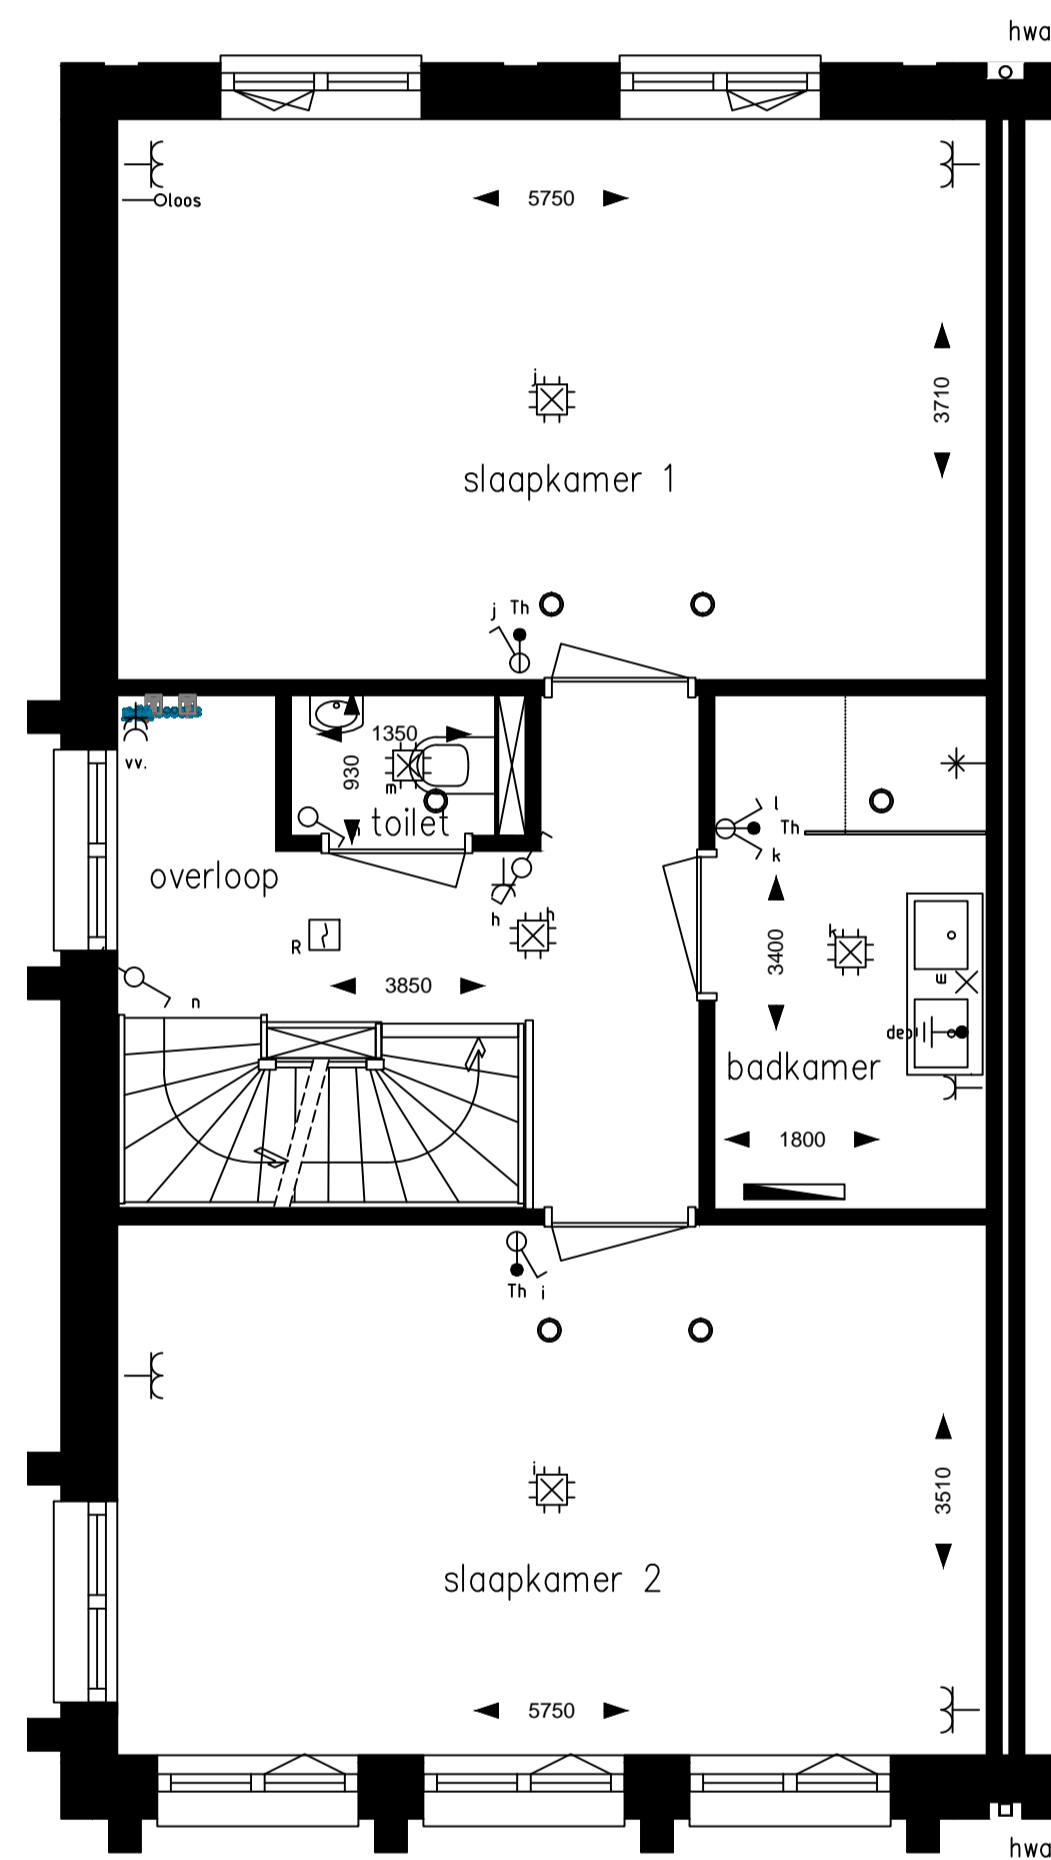 hwa
loos
5750
3710
j
slaapkamer 1
j Th
1350
930
m
toilet
vv.
l
Th
k
overloop
h
h
R
k
3400
3850
n
m
badkamer
1800
Th i
i
3510
slaapkamer 2
5750
hwa